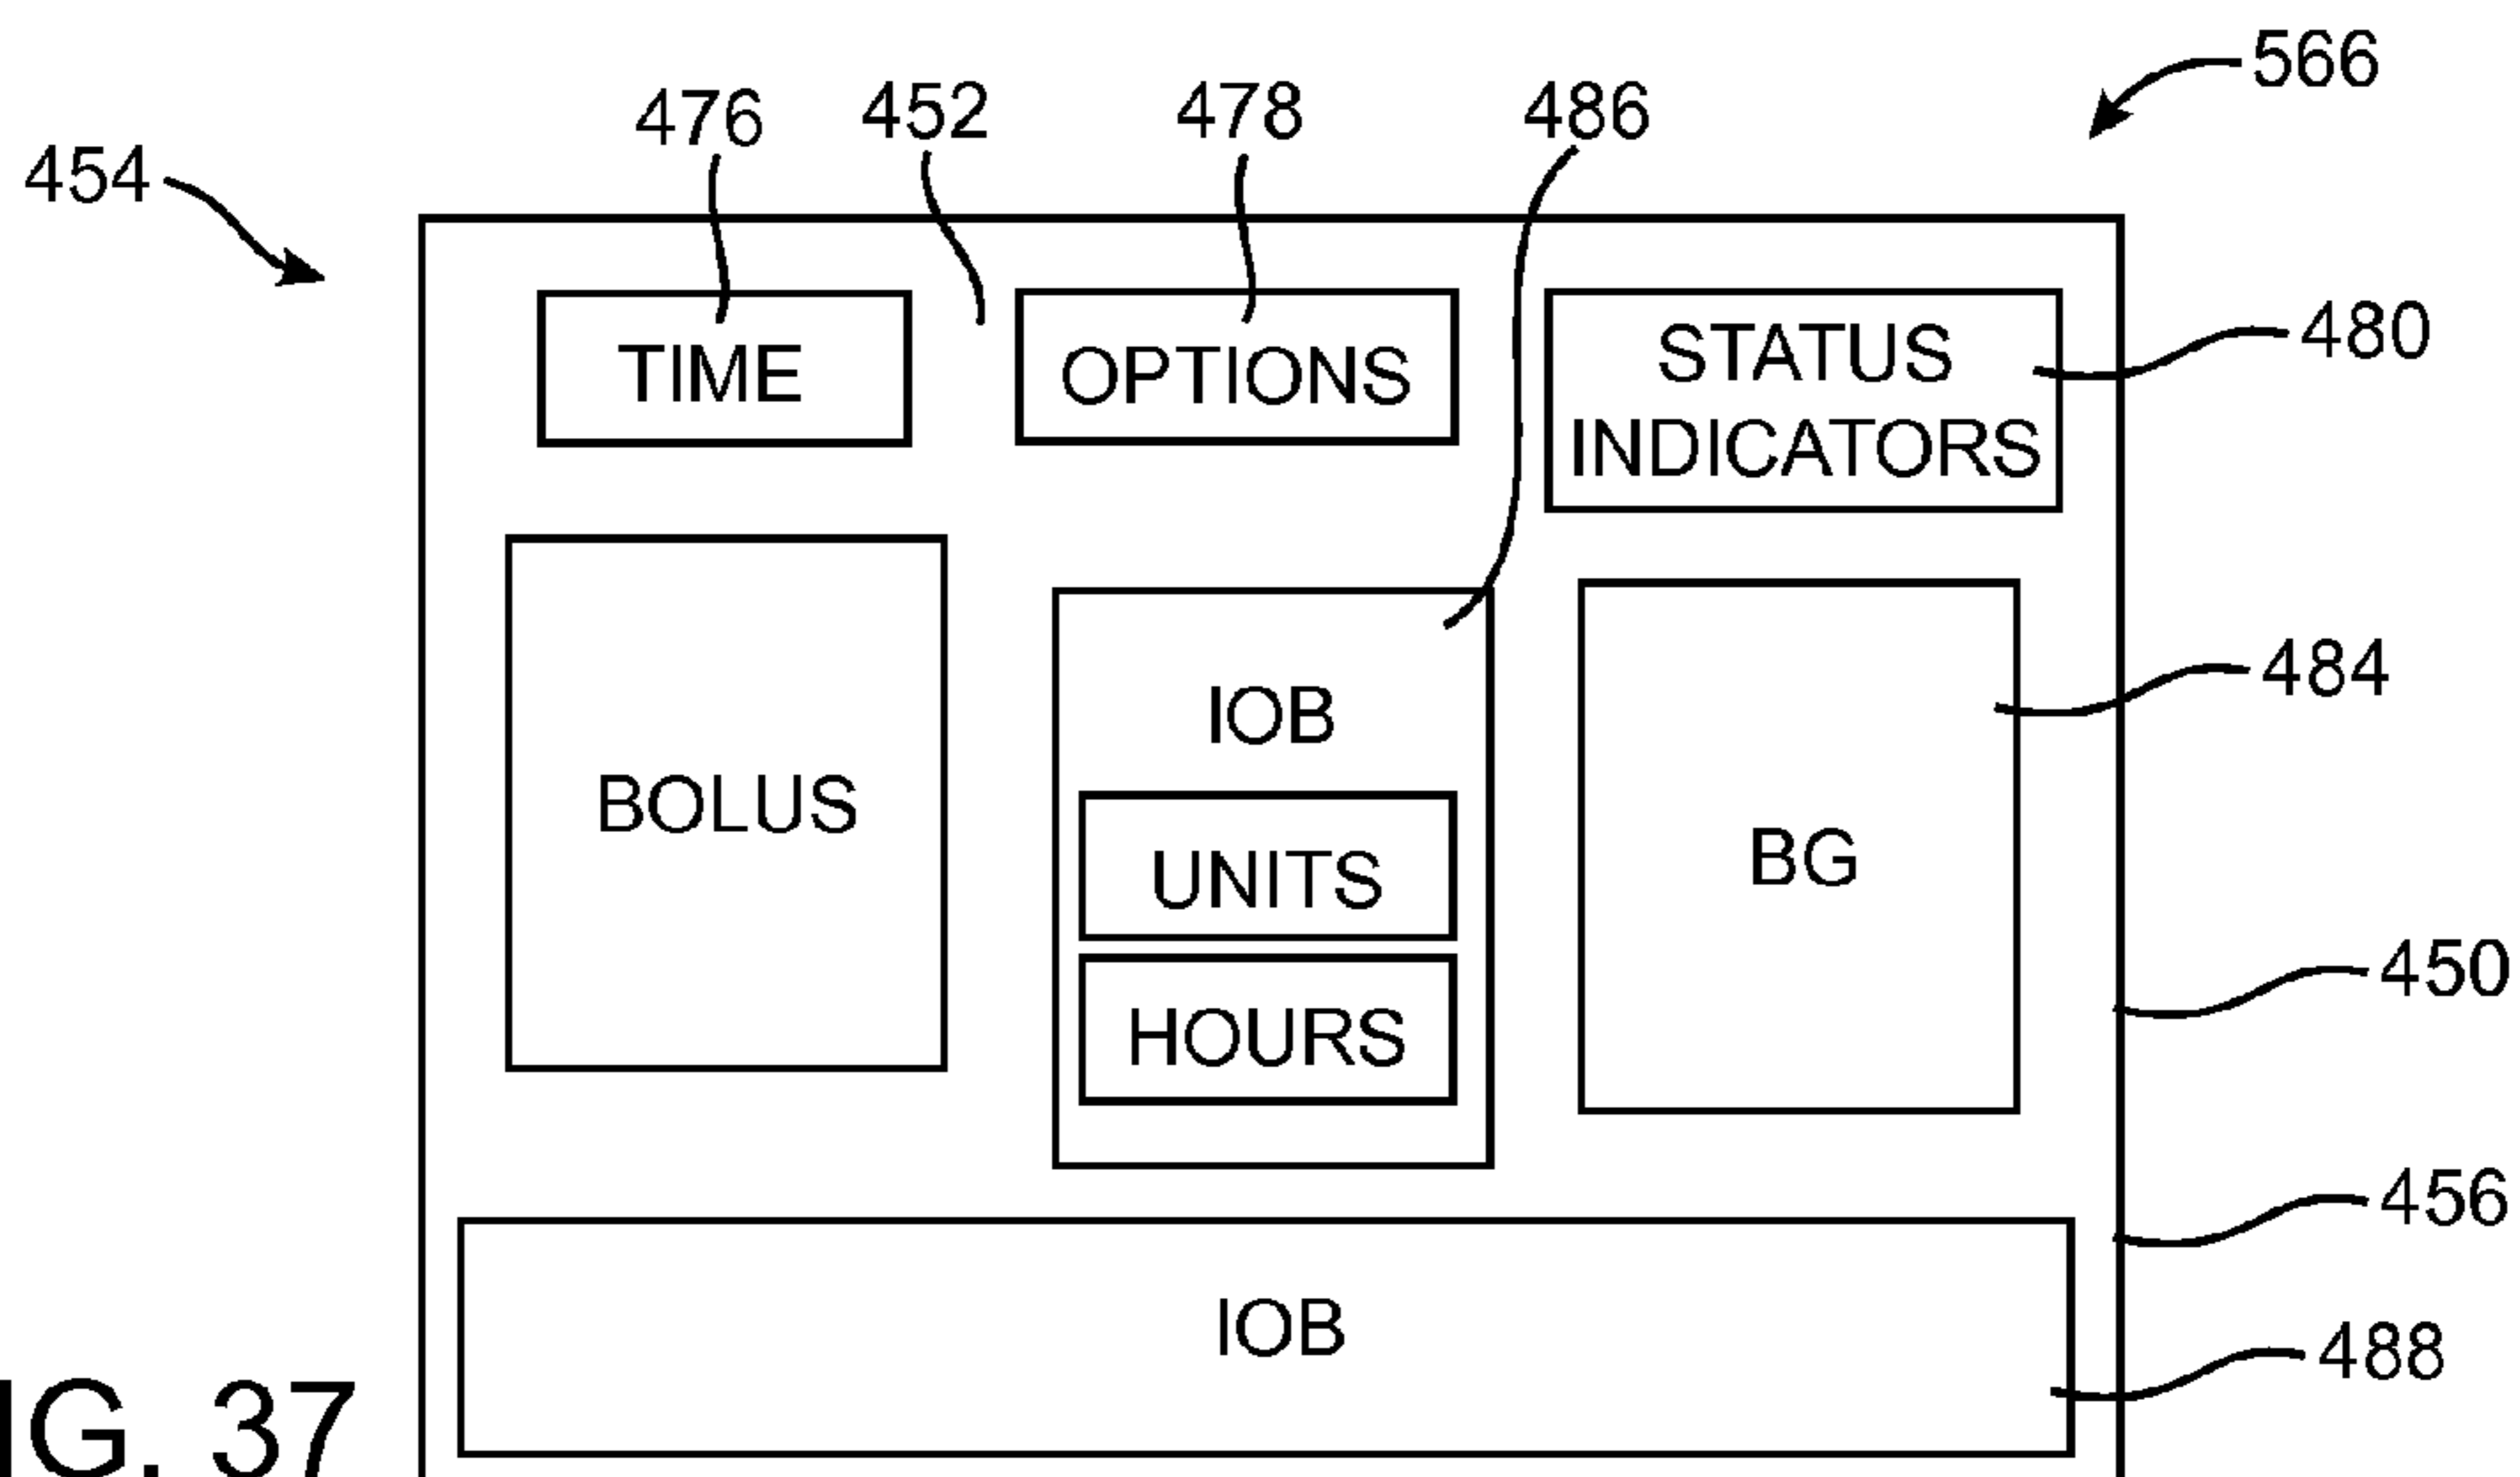 566
476 452 478 486
454
TIME
OPTIONS
STATUS
INDICATORS
480
484
BOLUS
IOB
UNITS
HOURS
BG
450
456
IOB
488
IG. 37